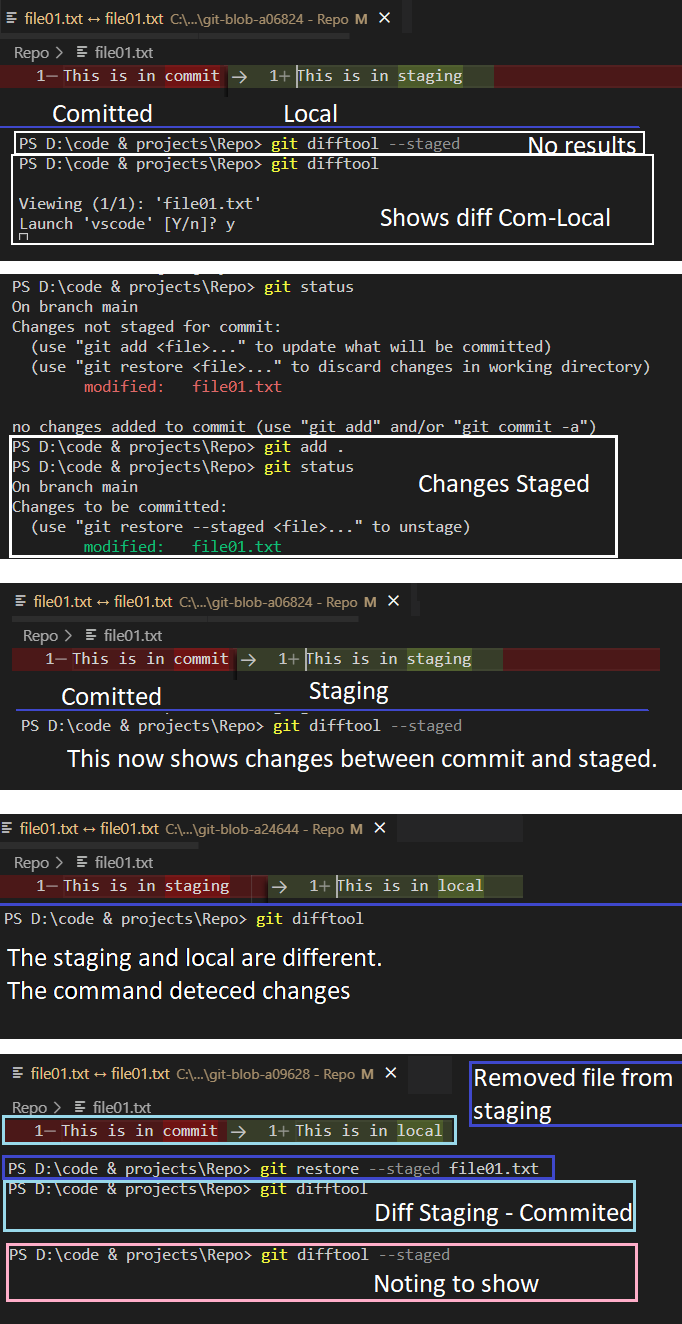 file01.txt ↔ file01.txt C:\...\git-blob-a06824 - Repo M ×
Repo > file01.txt
1− This is in commit → 1+ This is in staging
Comitted Local
PS D:\code & projects\Repo> git difftool --staged No results
PS D:\code & projects\Repo> git difftool
Viewing (1/1): 'file01.txt'
Launch 'vscode' [Y/n]? y
Shows diff Com-Local
PS D:\code & projects\Repo> git status
On branch main
Changes not staged for commit:
(use "git add <file>..." to update what will be committed)
(use "git restore <file>..." to discard changes in working directory)
modified: file01.txt
no changes added to commit (use "git add" and/or "git commit -a")
PS D:\code & projects\Repo> git add .
PS D:\code & projects\Repo> git status
On branch main
Changes Staged
Changes to be committed:
(use "git restore --staged <file>..." to unstage)
modified: file01.txt
file01.txt ↔ file01.txt C:\...\git-blob-a06824 - Repo M ×
Repo > file01.txt
1− This is in commit → 1+ This is in staging
Comitted Staging
PS D:\code & projects\Repo> git difftool --staged
This now shows changes between commit and staged.
file01.txt ↔ file01.txt C:\...\git-blob-a24644 - Repo M ×
Repo > file01.txt
1− This is in staging → 1+ This is in local
PS D:\code & projects\Repo> git difftool
The staging and local are different.
The command deteced changes
file01.txt ↔ file01.txt C:\...\git-blob-a09628 - Repo M ×
Removed file from
staging
Repo > file01.txt
1− This is in commit → 1+ This is in local
PS D:\code & projects\Repo> git restore --staged file01.txt
PS D:\code & projects\Repo> git difftool
Diff Staging - Commited
PS D:\code & projects\Repo> git difftool --staged
Noting to show